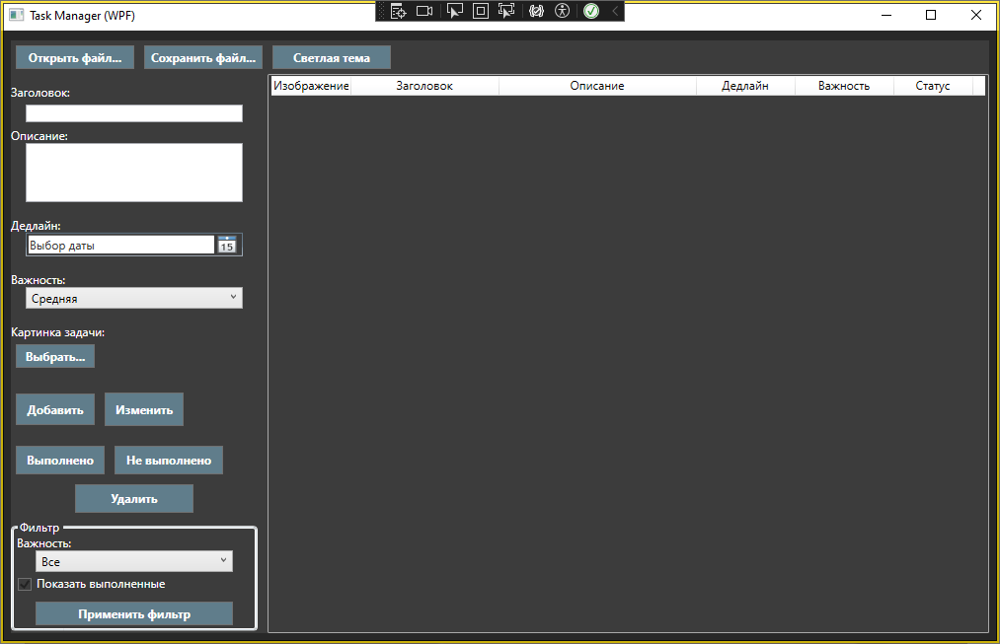 Task Manager (WPF)
Открыть файл... Сохранить файл... Светлая тема
Изображение Заголовок Описание Дедлайн Важность Статус
Заголовок:
Описание:
Дедлайн:
Выбор даты 15
Важность:
Средняя
Картинка задачи:
Выбрать...
Добавить Изменить
Выполнено Не выполнено
Удалить
Фильтр
Важность:
Все
Показать выполненные
Применить фильтр